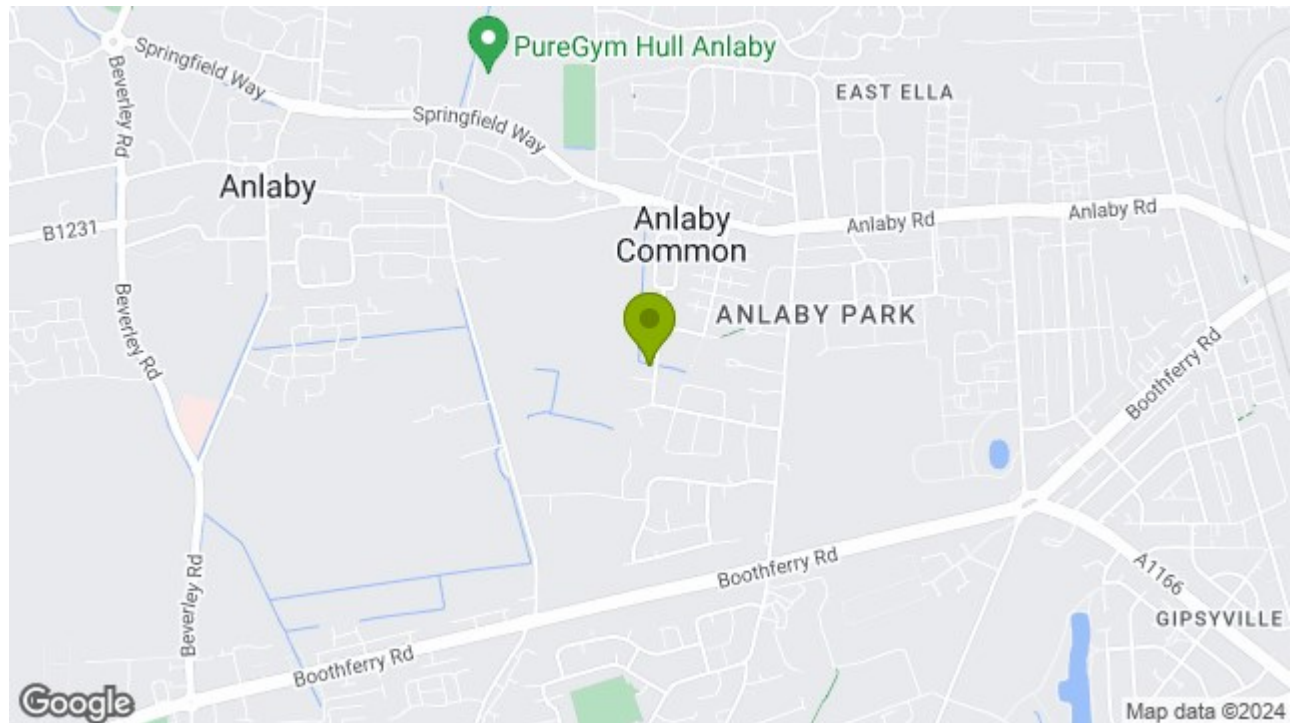 PureGym Hull Anlaby
Springfield Way
Beverley Rd
EAST ELLA
Springfield Way
Anlaby
Anlaby
Common
Anlaby Rd
Anlaby Rd
B1231
Beverley Rd
ANLABY PARK
Boothferry Rd
Beverley Rd
Boothferry Rd
A1166
GIPSYVILLE
Boothferry Rd
Google
Map data ©2024